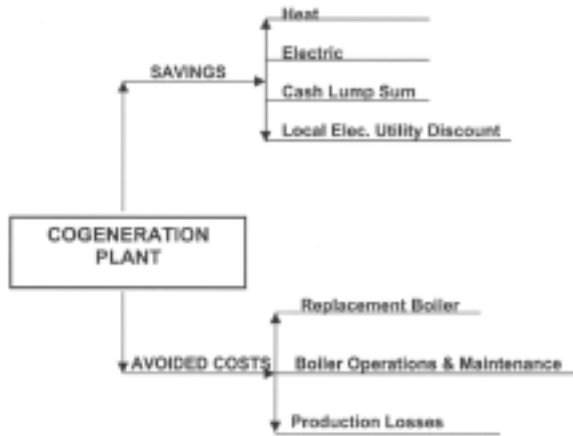 Heat
Electric
SAVINGS
Cash Lump Sum
Local Elec. Utility Discount
COGENERATION
PLANT
Replacement Boiler
AVOIDED COSTS
Boiler Operations & Maintenance
Production Losses